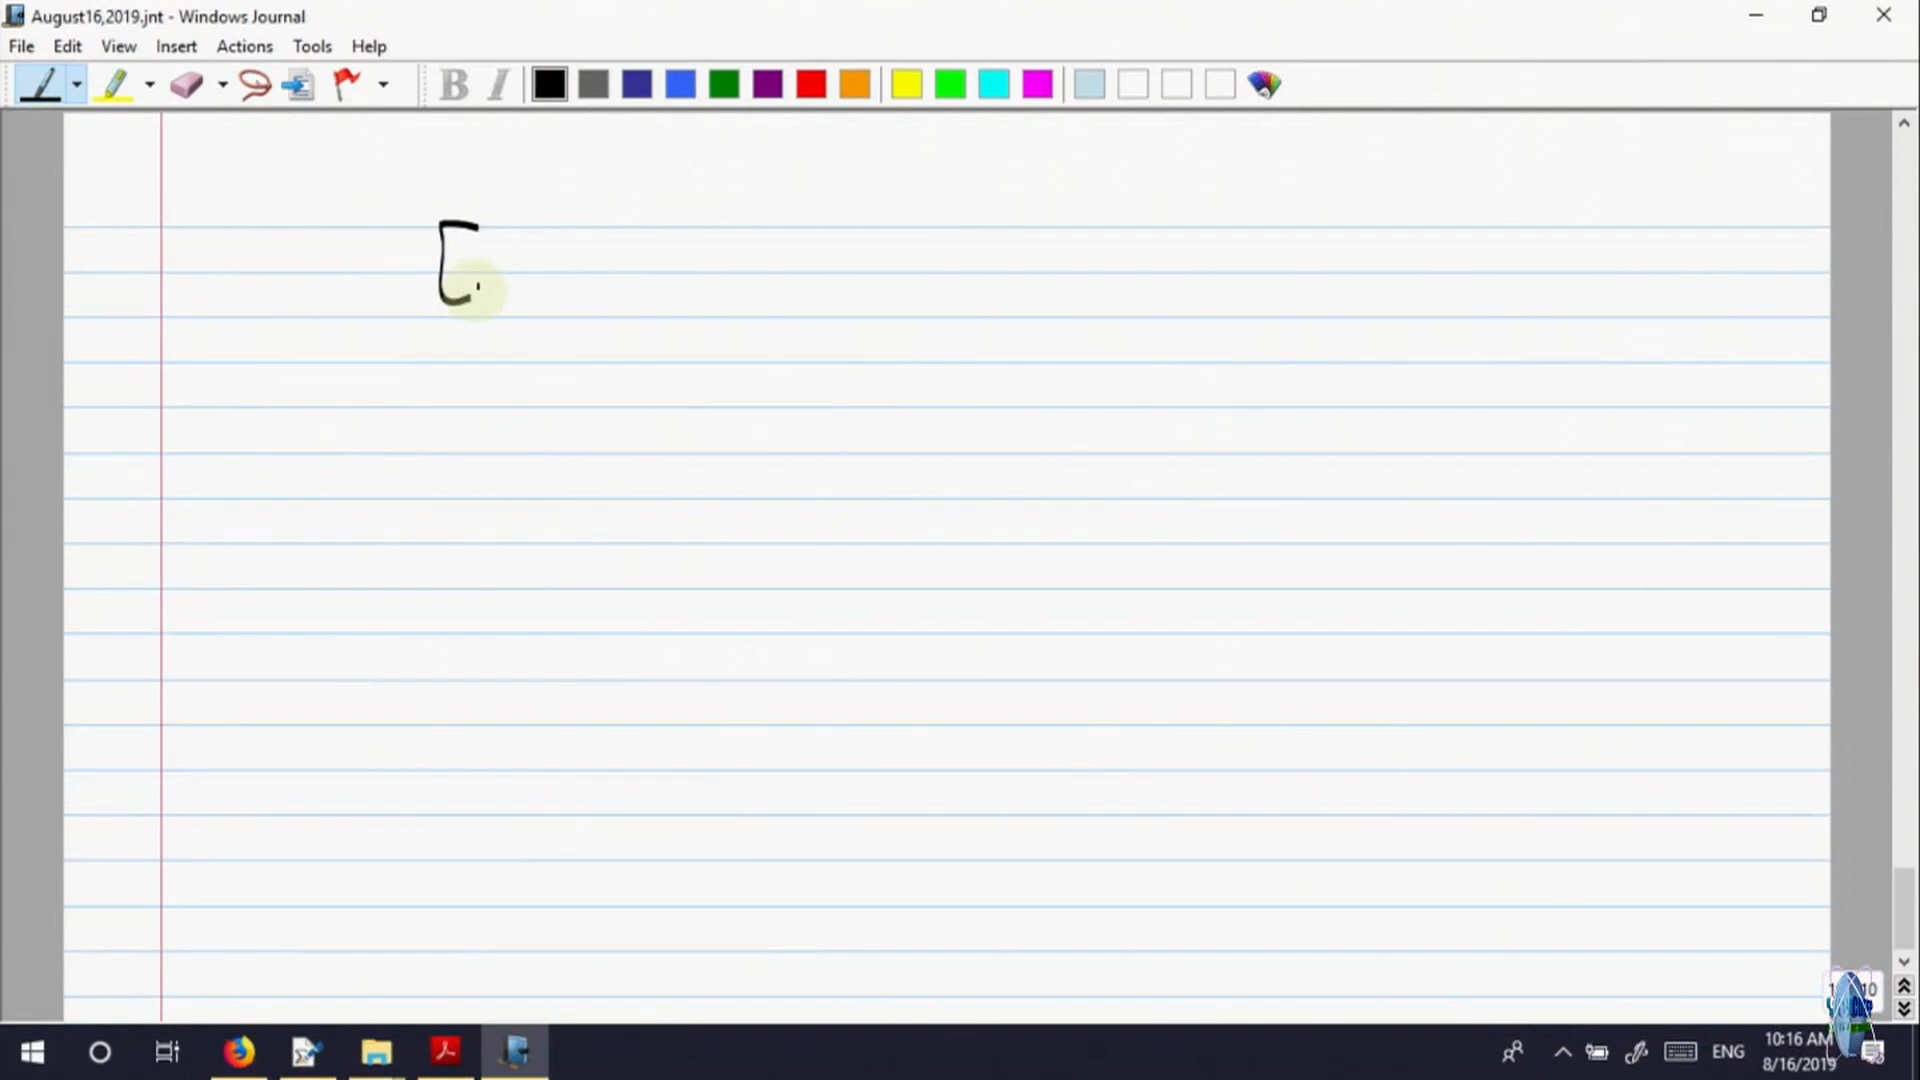 August16,2019.jnt - Windows Journal
File Edit View Insert Actions Tools Help
B I
ENG
10:16 AM
8/16/2019